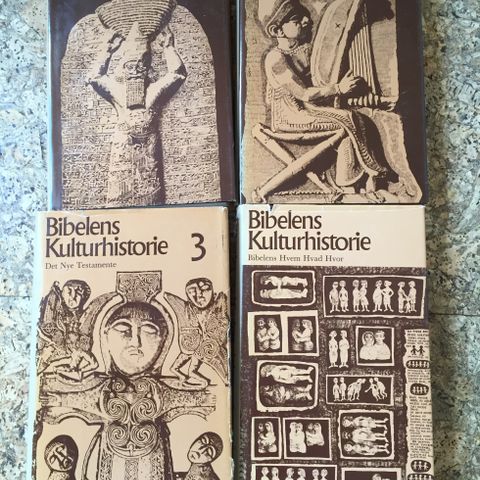 Bibelens
Kulturhistorie 3
Det Nye Testamente
Bibelens
Kulturhistorie
Bibelens Hvem Hvad Hvor